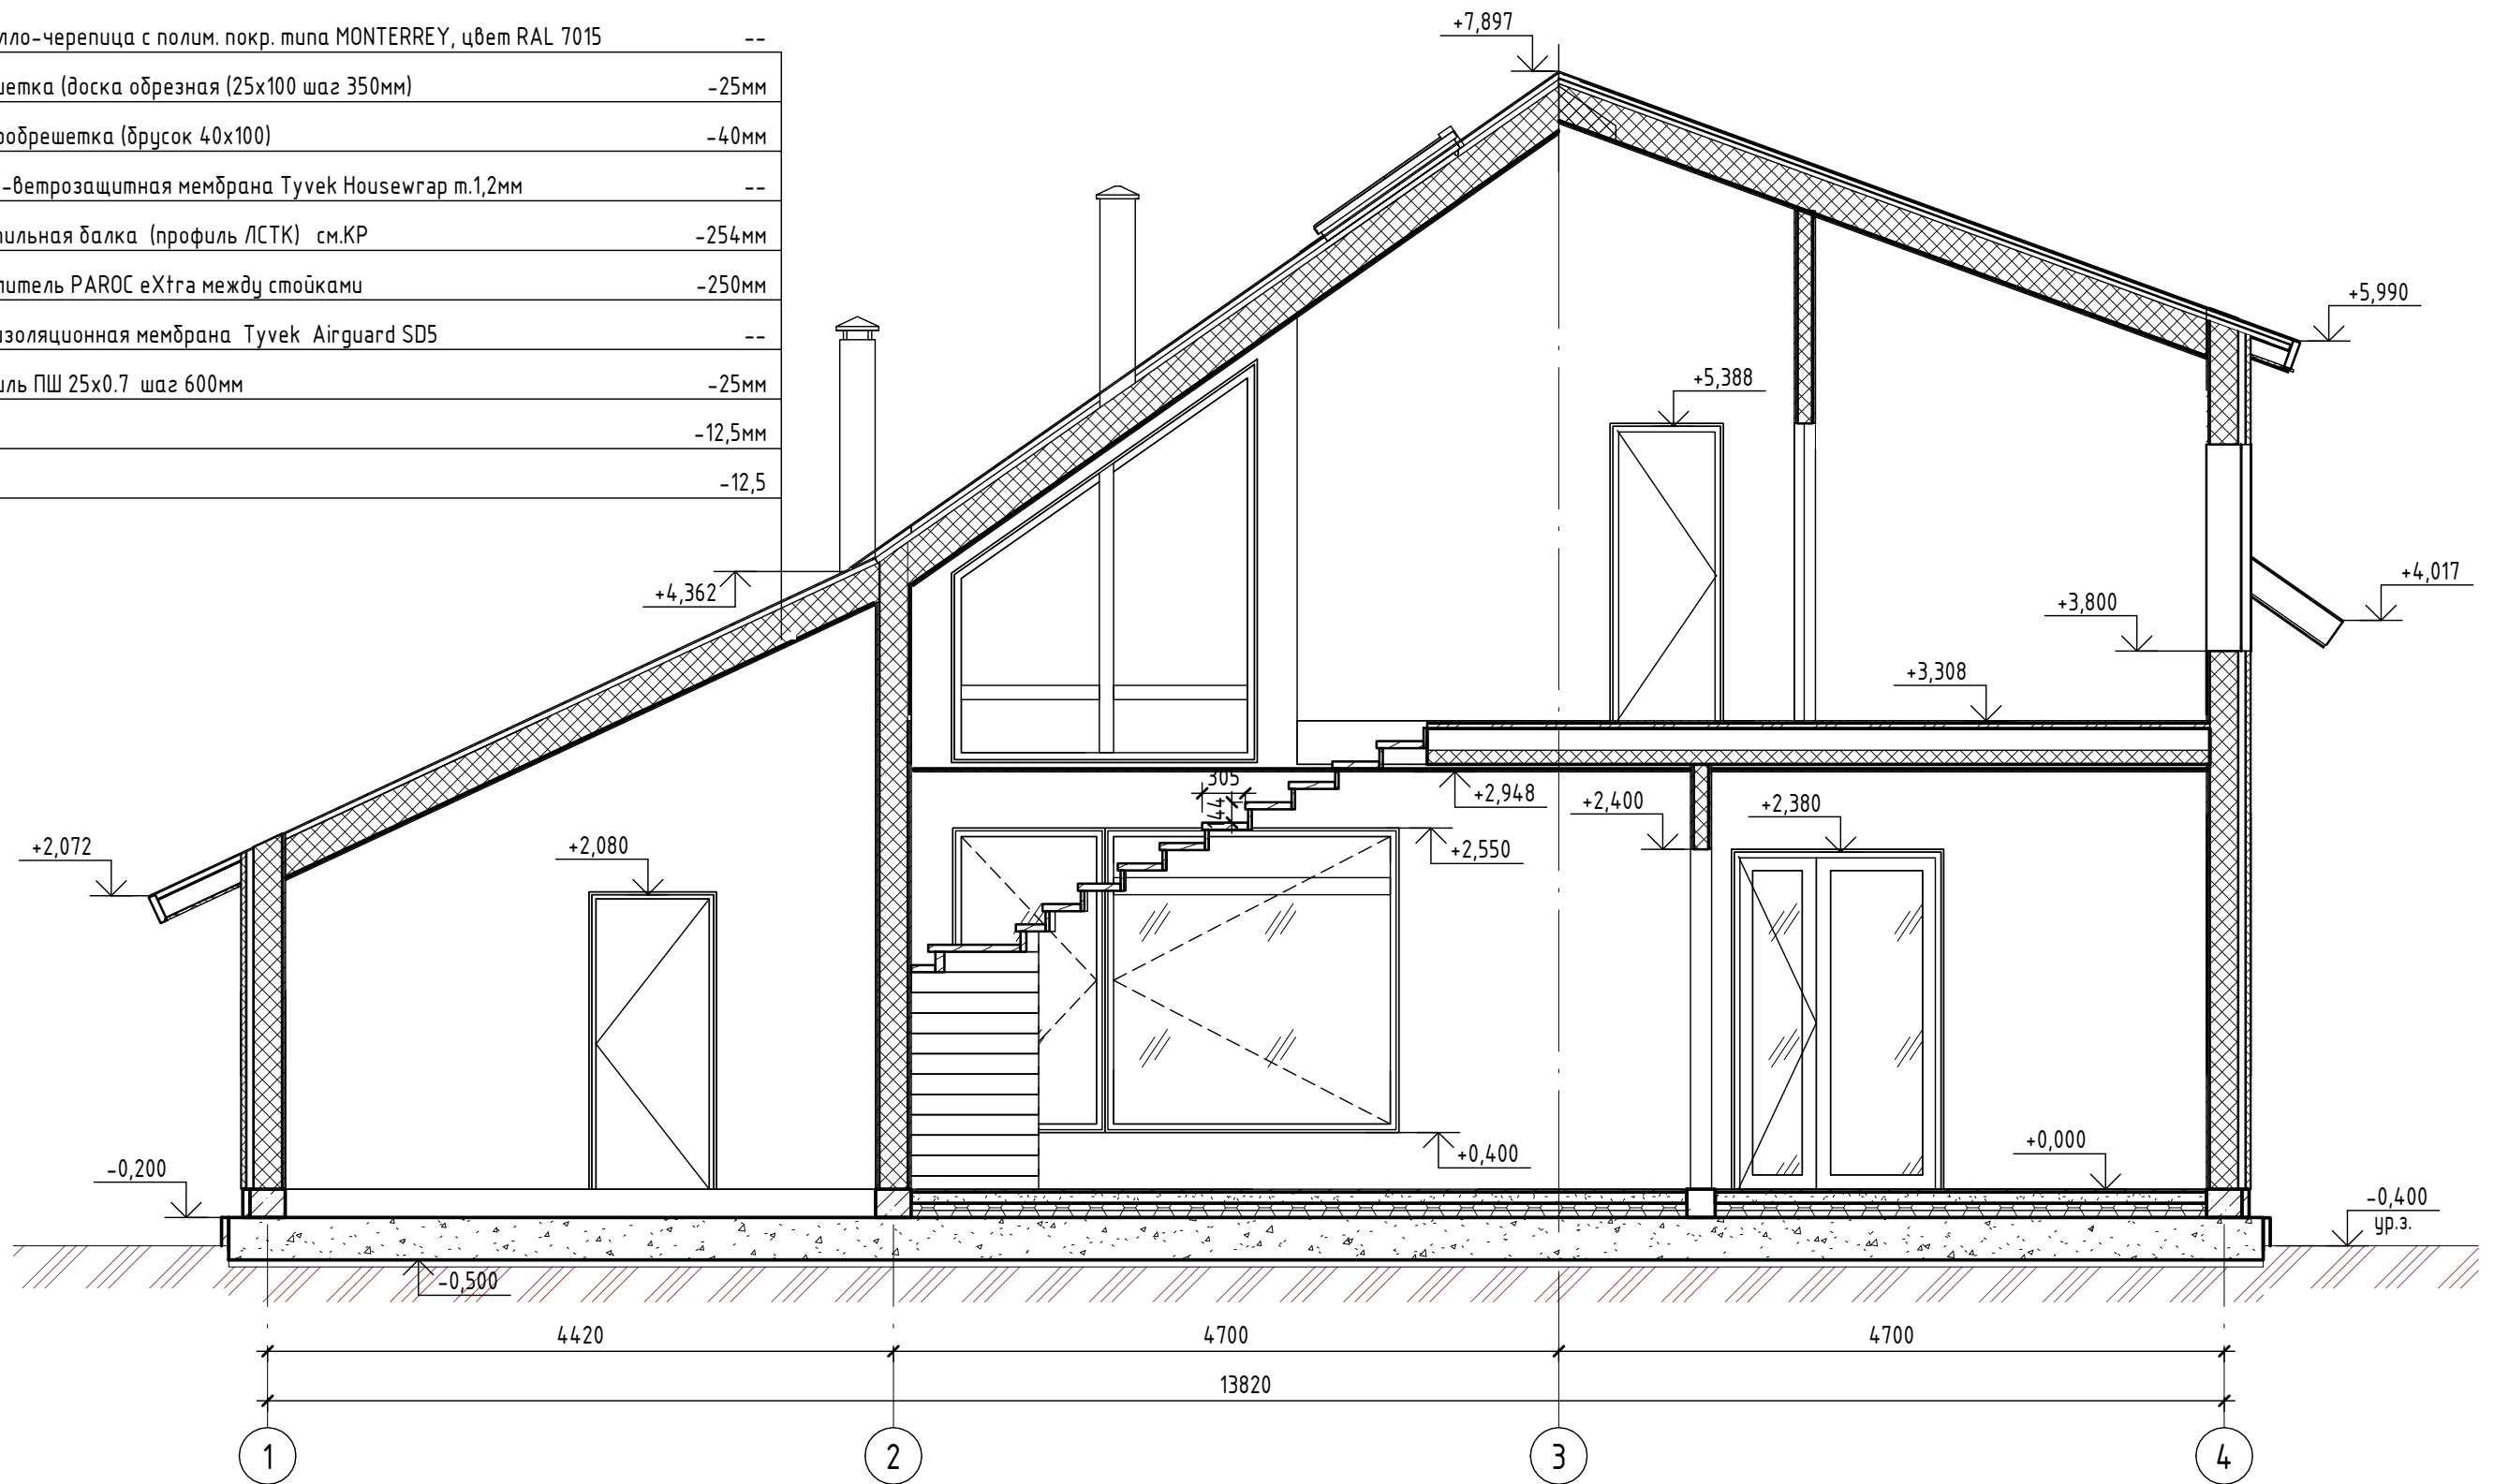 лло-черепица с полим. покр. типа MONTERREY, цвет RAL 7015 --
шетка (доска обрезная (25х100 шаг 350мм) -25мм
робрешетка (брусок 40х100) -40мм
-ветрозащитная мембрана Tyvek Housewrap т.1,2мм --
пильная балка (профиль ЛСТК) см.КР -254мм
литель PAROC eXtra между стойками -250мм
изоляционная мембрана Tyvek Airguard SD5 --
иль ПШ 25х0.7 шаг 600мм -25мм
-12,5мм
-12,5
+7,897
+5,990
+5,388
+4,362
+4,017
+3,800
+3,308
305
144
+2,948
+2,400
+2,380
+2,550
+2,072
+2,080
+0,400
+0,000
-0,200
-0,400
ур.з.
-0,500
4420 4700 4700
13820
1 2 3 4